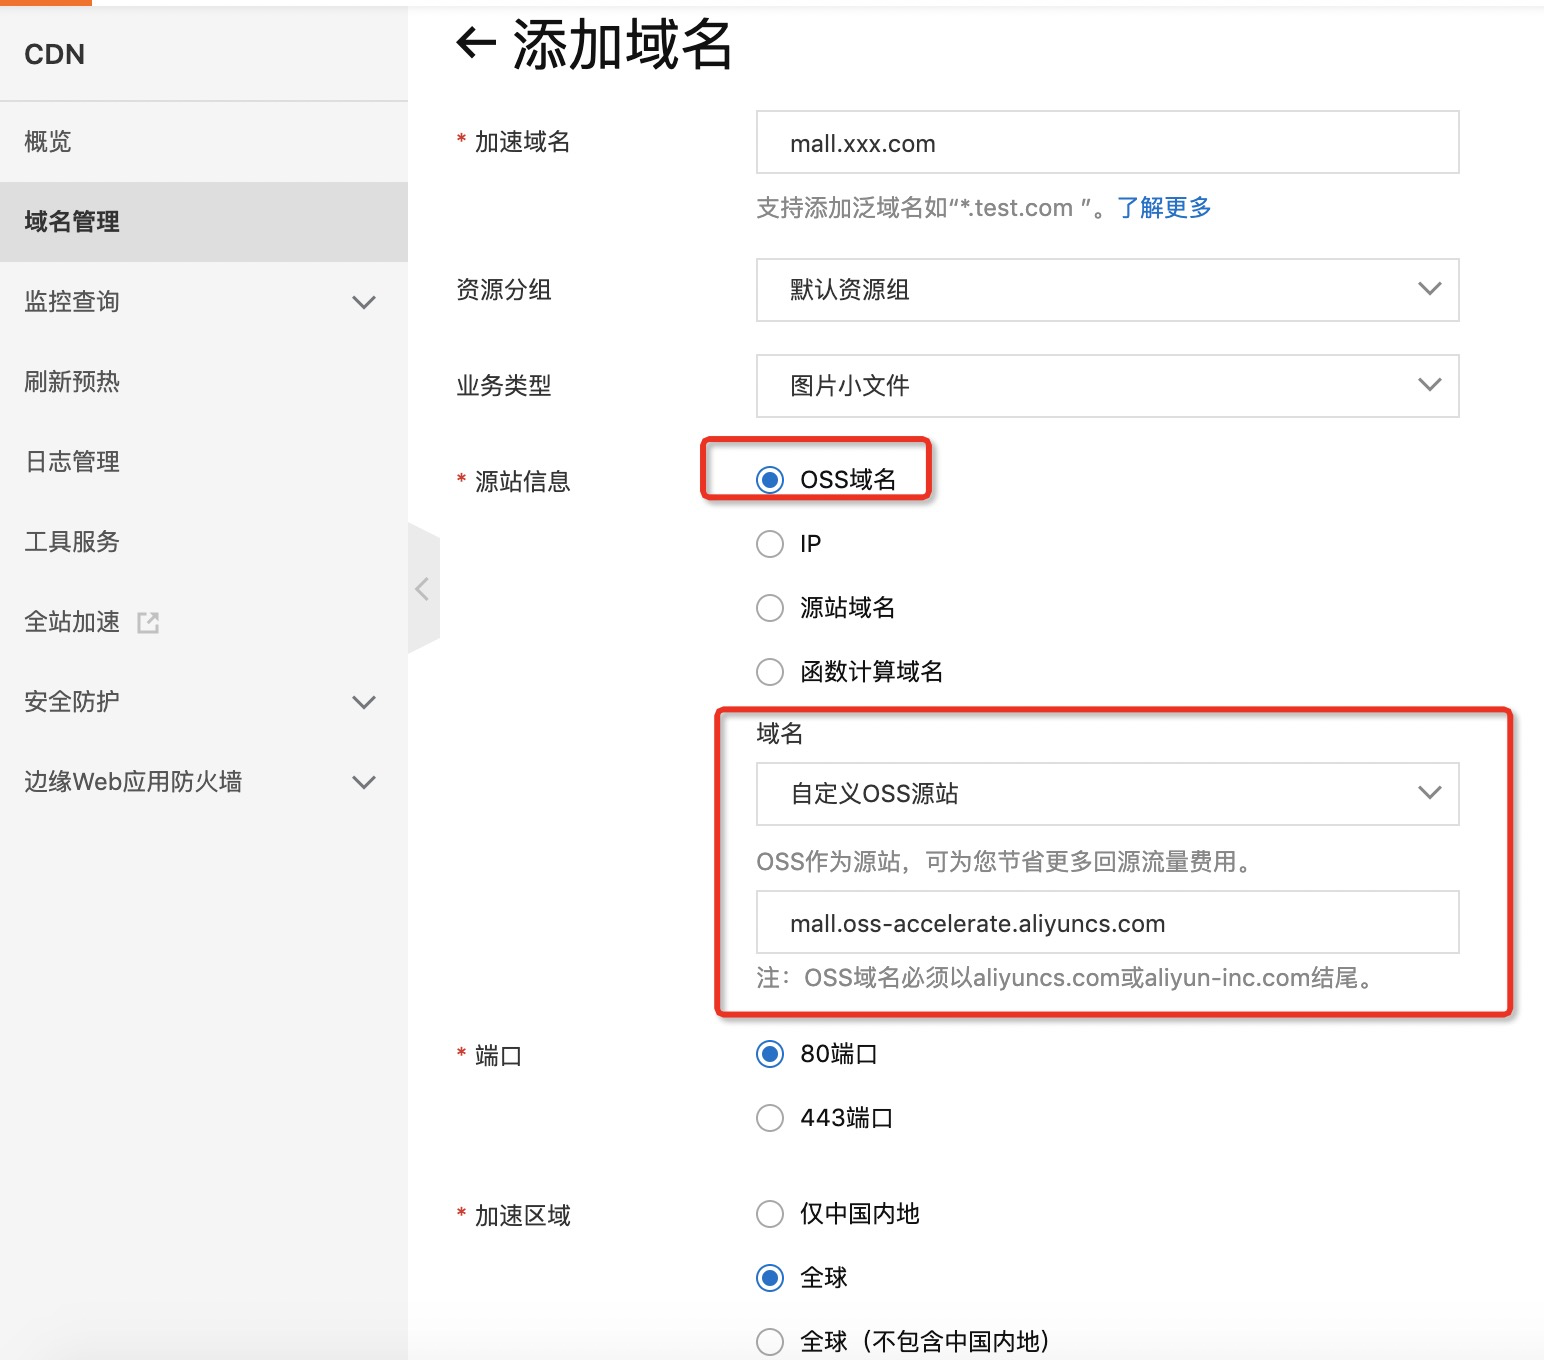 CDN
概览
域名管理
监控查询
刷新预热
日志管理
工具服务
全站加速
安全防护
边缘Web应用防火墙
添加域名
* 加速域名
mall.xxx.com
支持添加泛域名如“*.test.com ”。了解更多
资源分组
默认资源组
业务类型
图片小文件
* 源站信息
OSS域名
IP
源站域名
函数计算域名
域名
自定义OSS源站
OSS作为源站，可为您节省更多回源流量费用。
mall.oss-accelerate.aliyuncs.com
注：OSS域名必须以aliyuncs.com或aliyun-inc.com结尾。
* 端口
80端口
443端口
* 加速区域
仅中国内地
全球
全球（不包含中国内地）